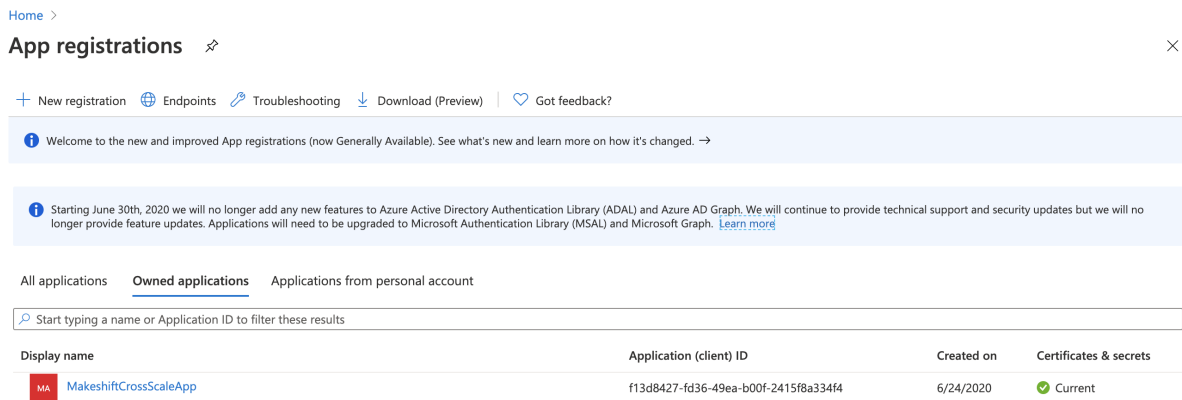 Home >
App registrations
New registration Endpoints Troubleshooting Download (Preview) Got feedback?
Welcome to the new and improved App registrations (now Generally Available). See what's new and learn more on how it's changed. →
Starting June 30th, 2020 we will no longer add any new features to Azure Active Directory Authentication Library (ADAL) and Azure AD Graph. We will continue to provide technical support and security updates but we will no
longer provide feature updates. Applications will need to be upgraded to Microsoft Authentication Library (MSAL) and Microsoft Graph. Learn more
All applications Owned applications Applications from personal account
Start typing a name or Application ID to filter these results
Display name Application (client) ID Created on Certificates & secrets
MA MakeshiftCrossScaleApp f13d8427-fd36-49ea-b00f-2415f8a334f4 6/24/2020 Current